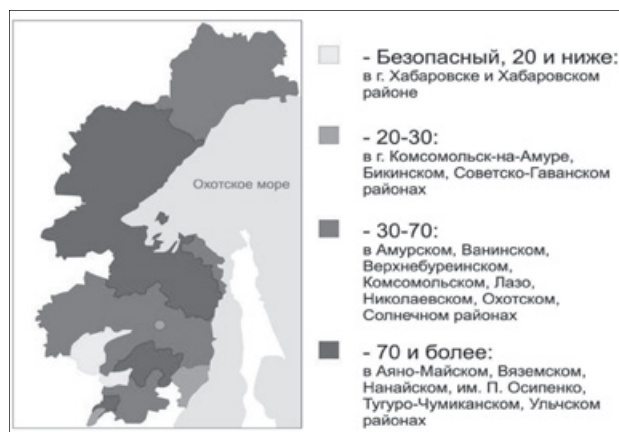 Охотское море
- Безопасный, 20 и ниже:
в г. Хабаровске и Хабаровском
районе
- 20-30:
в г. Комсомольск-на-Амуре,
Бикинском, Советско-Гаванском
районах
- 30-70:
в Амурском, Ванинском,
Верхнебуреинском,
Комсомольском, Лазо,
Николаевском, Охотском,
Солнечном районах
- 70 и более:
в Аяно-Майском, Вяземском,
Нанайском, им. П. Осипенко,
Тугуро-Чумиканском, Ульчском
районах